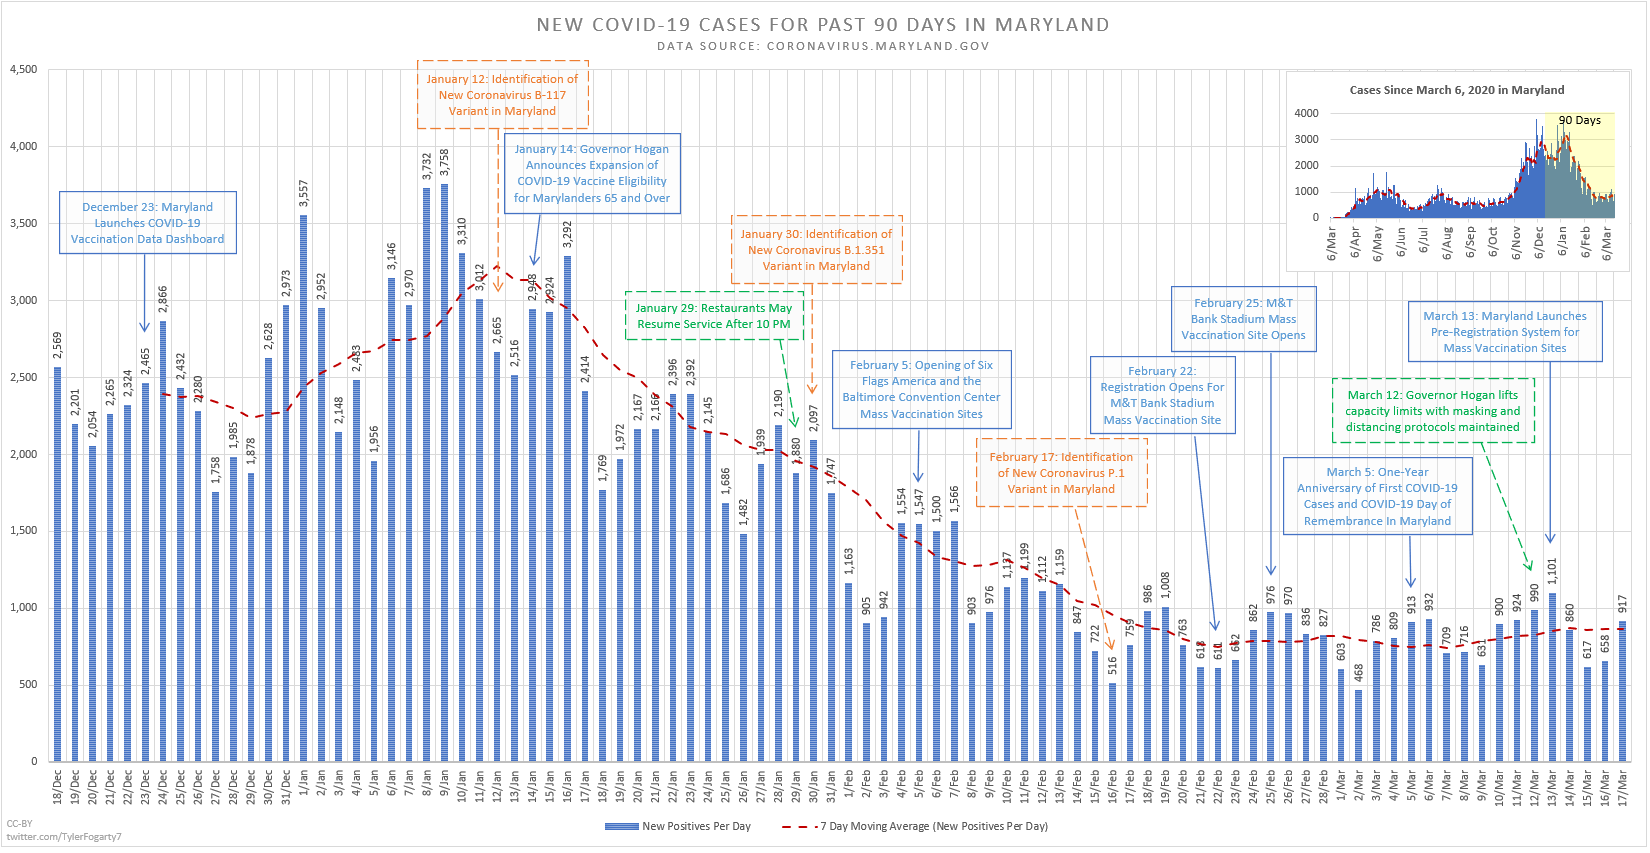 NEW COVID-19 CASES FOR PAST 90 DAYS IN MARYLAND
DATA SOURCE: CORONAVIRUS.MARYLAND.GOV
4,500
4,000
3,500
3,000
2,500
2,000
1,500
1,000
500
0
December 23: Maryland
Launches COVID-19
Vaccination Data Dashboard
January 12: Identification of
New Coronavirus B-117
Variant in Maryland
January 14: Governor Hogan
Announces Expansion of
COVID-19 Vaccine Eligibility
for Marylanders 65 and Over
January 29: Restaurants May
Resume Service After 10 PM
January 30: Identification of
New Coronavirus B.1.351
Variant in Maryland
February 5: Opening of Six
Flags America and the
Baltimore Convention Center
Mass Vaccination Sites
February 17: Identification
of New Coronavirus P.1
Variant in Maryland
February 22:
Registration Opens For
M&T Bank Stadium
Mass Vaccination Site
February 25: M&T
Bank Stadium Mass
Vaccination Site Opens
March 5: One-Year
Anniversary of First COVID-19
Cases and COVID-19 Day of
Remembrance In Maryland
March 12: Governor Hogan lifts
capacity limits with masking and
distancing protocols maintained
March 13: Maryland Launches
Pre-Registration System for
Mass Vaccination Sites
Cases Since March 6, 2020 in Maryland
90 Days
4000
3000
2000
1000
0
6/Mar
6/Apr
6/May
6/Jun
6/Jul
6/Aug
6/Sep
6/Oct
6/Nov
6/Dec
6/Jan
6/Feb
6/Mar
2,569
2,201
2,054
2,265
2,324
2,465
2,866
2,432
2,280
1,758
1,985
1,878
2,628
2,973
3,557
2,952
2,148
2,483
1,956
3,146
2,970
3,732
3,758
3,310
3,012
2,665
2,516
2,948
2,924
3,292
2,414
1,769
1,972
2,167
2,396
2,392
2,145
1,686
1,482
1,939
2,190
1,880
2,097
1,747
1,163
905
942
1,554
1,547
1,500
1,566
903
976
1,137
1,199
1,112
1,159
847
722
516
759
986
1,008
763
862
976
970
836
827
603
468
786
809
913
932
709
716
900
924
990
1,101
860
617
658
917
18/Dec
19/Dec
20/Dec
21/Dec
22/Dec
23/Dec
24/Dec
25/Dec
26/Dec
27/Dec
28/Dec
29/Dec
30/Dec
31/Dec
1/Jan
2/Jan
3/Jan
4/Jan
5/Jan
6/Jan
7/Jan
8/Jan
9/Jan
10/Jan
11/Jan
12/Jan
13/Jan
14/Jan
15/Jan
16/Jan
17/Jan
18/Jan
19/Jan
20/Jan
21/Jan
22/Jan
23/Jan
24/Jan
25/Jan
26/Jan
27/Jan
28/Jan
29/Jan
30/Jan
31/Jan
1/Feb
2/Feb
3/Feb
4/Feb
5/Feb
6/Feb
7/Feb
8/Feb
9/Feb
10/Feb
11/Feb
12/Feb
13/Feb
14/Feb
15/Feb
16/Feb
17/Feb
18/Feb
19/Feb
20/Feb
21/Feb
22/Feb
23/Feb
24/Feb
25/Feb
26/Feb
27/Feb
28/Feb
1/Mar
2/Mar
3/Mar
4/Mar
5/Mar
6/Mar
7/Mar
8/Mar
9/Mar
10/Mar
11/Mar
12/Mar
13/Mar
14/Mar
15/Mar
16/Mar
17/Mar
New Positives Per Day
7 Day Moving Average (New Positives Per Day)
CC-BY
twitter.com/TylerFogarty7